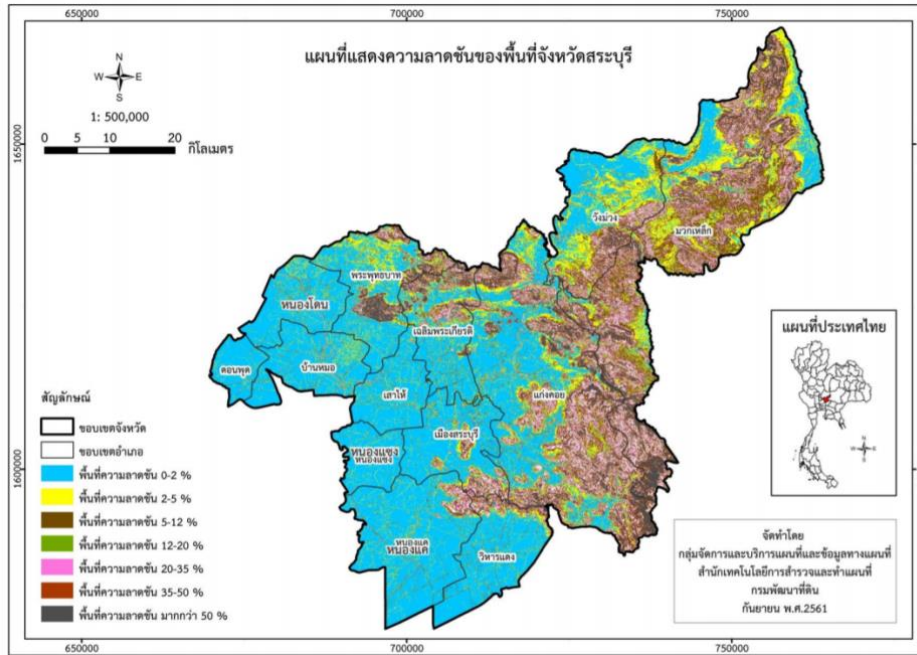 650000
700000
750000
แผนที่แสดงความลาดชันของพื้นที่จังหวัดสระบุรี
N
W E
S
1: 500,000
0 5 10 20 กิโลเมตร
1650000
1650000
วังม่วง
มวกเหล็ก
พระพุทธบาท
หนองโดน
เฉลิมพระเกียรติ
ดอนพุด
บ้านหมอ
เสาไห้
แก่งคอย
เมืองสระบุรี
หนองแซง
หนองแซง
หนองแค
หนองแค
วิหารแดง
1600000
1600000
แผนที่ประเทศไทย
N
W E
S
สัญลักษณ์
ขอบเขตจังหวัด
ขอบเขตอำเภอ
พื้นที่ความลาดชัน 0-2 %
พื้นที่ความลาดชัน 2-5 %
พื้นที่ความลาดชัน 5-12 %
พื้นที่ความลาดชัน 12-20 %
พื้นที่ความลาดชัน 20-35 %
พื้นที่ความลาดชัน 35-50 %
พื้นที่ความลาดชัน มากกว่า 50 %
จัดทำโดย
กลุ่มจัดการและบริการแผนที่และข้อมูลทางแผนที่
สำนักเทคโนโลยีการสำรวจและทำแผนที่
กรมพัฒนาที่ดิน
กันยายน พ.ศ.2561
650000
700000
750000